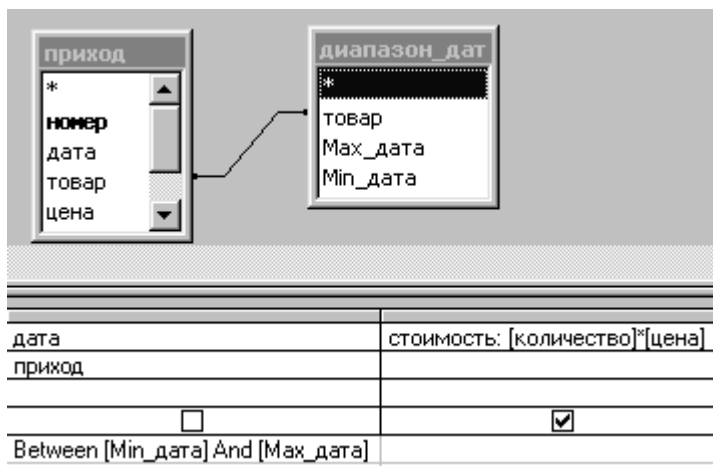 приход
*
номер
дата
товар
цена
диапазон_дат
*
товар
Max_дата
Min_дата
дата
стоимость: [количество]*[цена]
приход
Between [Min_дата] And [Max_дата]